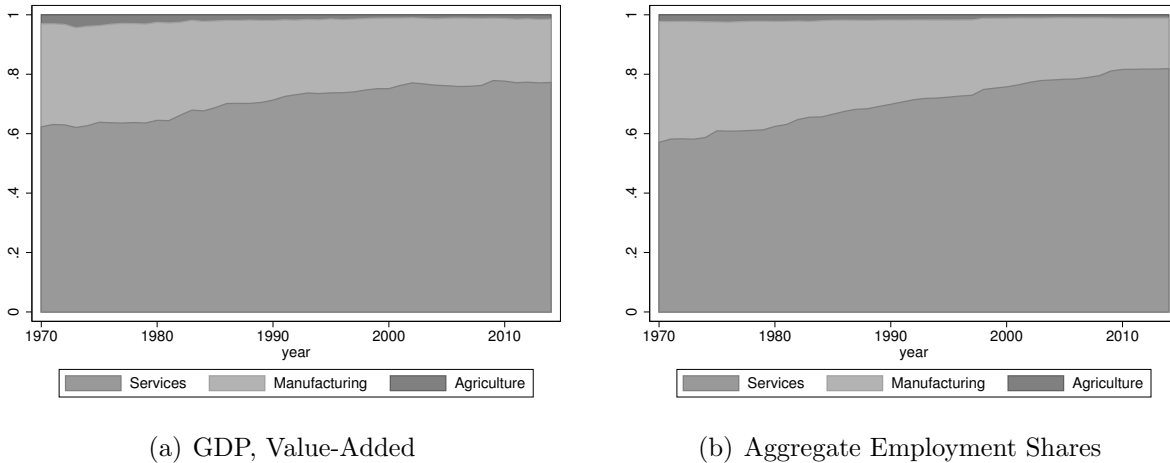 0 .2 .4 .6 .8 1
1970 1980 1990 2000 2010
year
Services Manufacturing Agriculture
(a) GDP, Value-Added
0 .2 .4 .6 .8 1
1970 1980 1990 2000 2010
year
Services Manufacturing Agriculture
(b) Aggregate Employment Shares